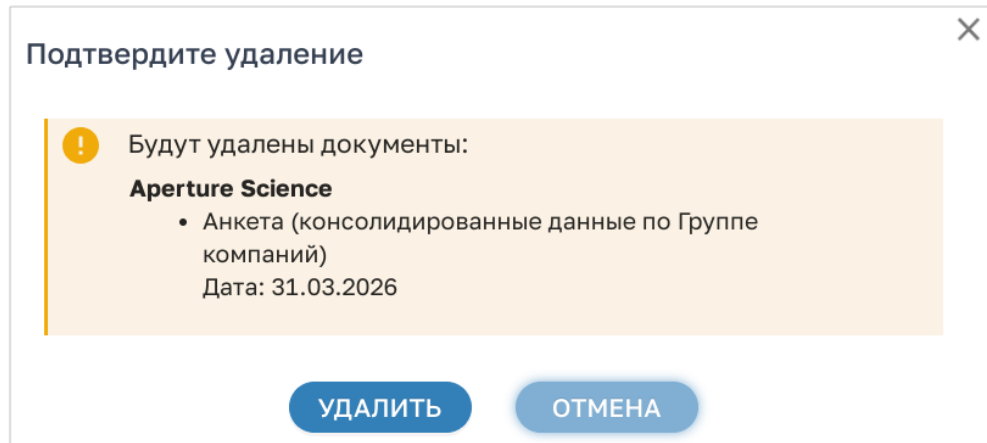 Подтвердите удаление
Будут удалены документы:
Aperture Science
• Анкета (консолидированные данные по Группе
компаний)
Дата: 31.03.2026
УДАЛИТЬ ОТМЕНА